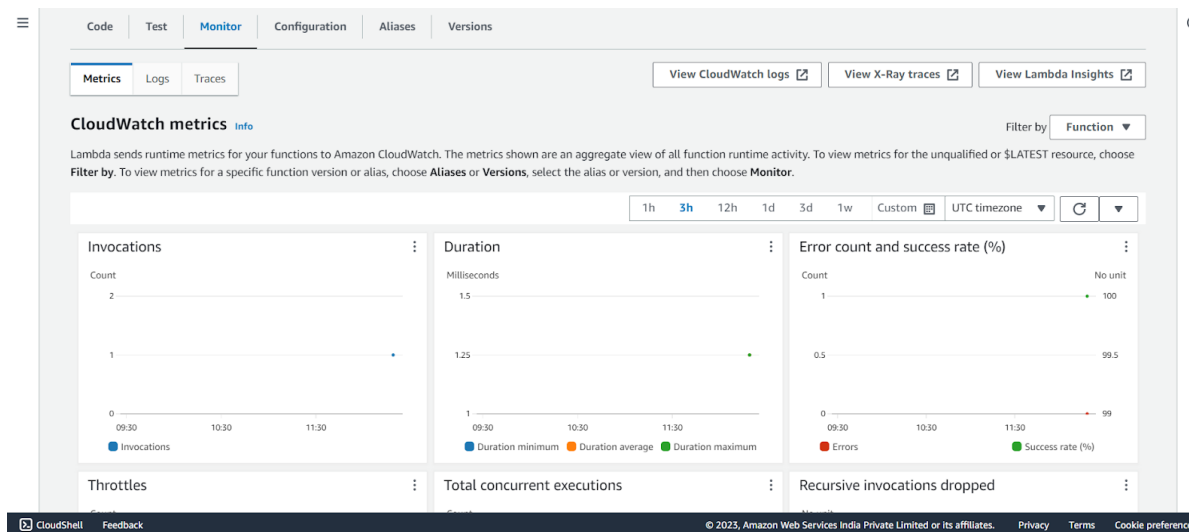 Code Test Monitor Configuration Aliases Versions
Metrics Logs Traces View CloudWatch logs View X-Ray traces View Lambda Insights
CloudWatch metrics Info Filter by Function
Lambda sends runtime metrics for your functions to Amazon CloudWatch. The metrics shown are an aggregate view of all function runtime activity. To view metrics for the unqualified or $LATEST resource, choose
Filter by. To view metrics for a specific function version or alias, choose Aliases or Versions, select the alias or version, and then choose Monitor.
1h 3h 12h 1d 3d 1w Custom UTC timezone
Invocations
Count
2
1
0
09:30 10:30 11:30
Invocations
Duration
Milliseconds
1.5
1.25
1
09:30 10:30 11:30
Duration minimum Duration average Duration maximum
Error count and success rate (%)
Count No unit
1 100
0.5 99.5
0 99
09:30 10:30 11:30
Errors Success rate (%)
Throttles
Total concurrent executions
Recursive invocations dropped
CloudShell Feedback © 2023, Amazon Web Services India Private Limited or its affiliates. Privacy Terms Cookie preference